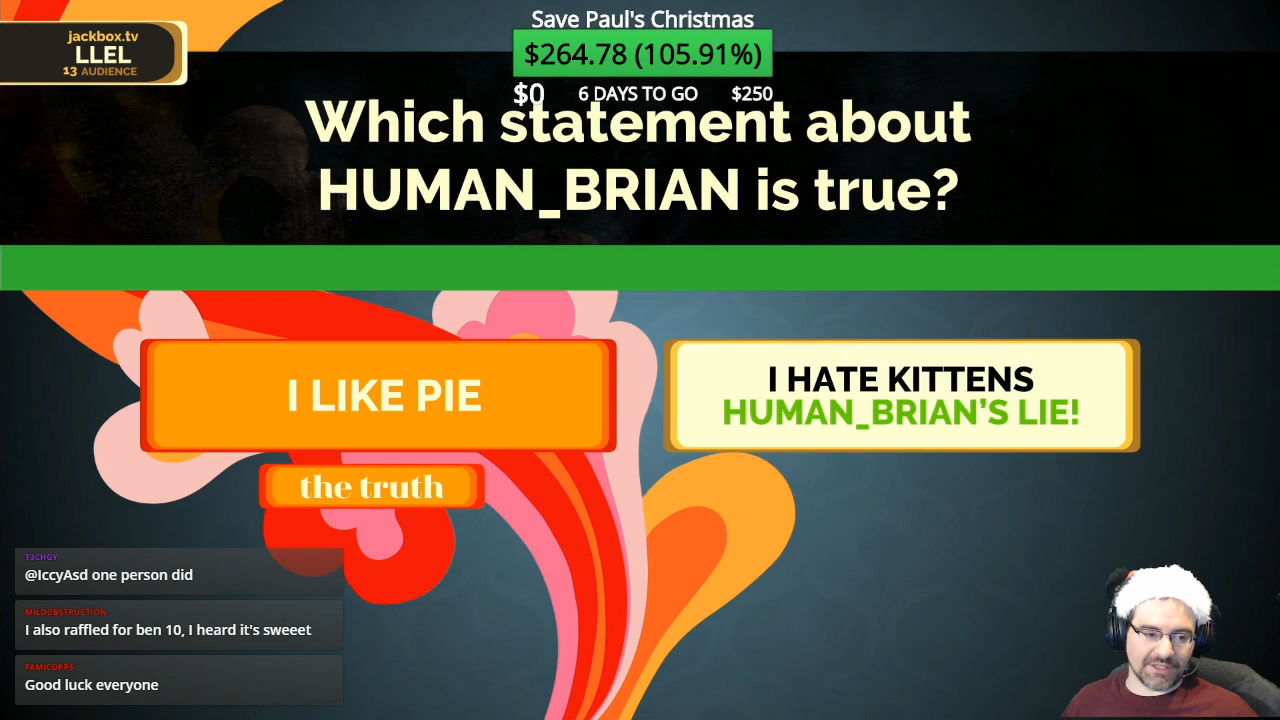 jackbox.tv
LLEL
13 AUDIENCE
Save Paul's Christmas
$264.78 (105.91%)
$0 6 DAYS TO GO $250
Which statement about
HUMAN_BRIAN is true?
I LIKE PIE
the truth
I HATE KITTENS
HUMAN_BRIAN'S LIE!
T3CHGY
@IccyAsd one person did
MILDOBSTRUCTION
I also raffled for ben 10, I heard it's sweeet
FAMICORPS
Good luck everyone